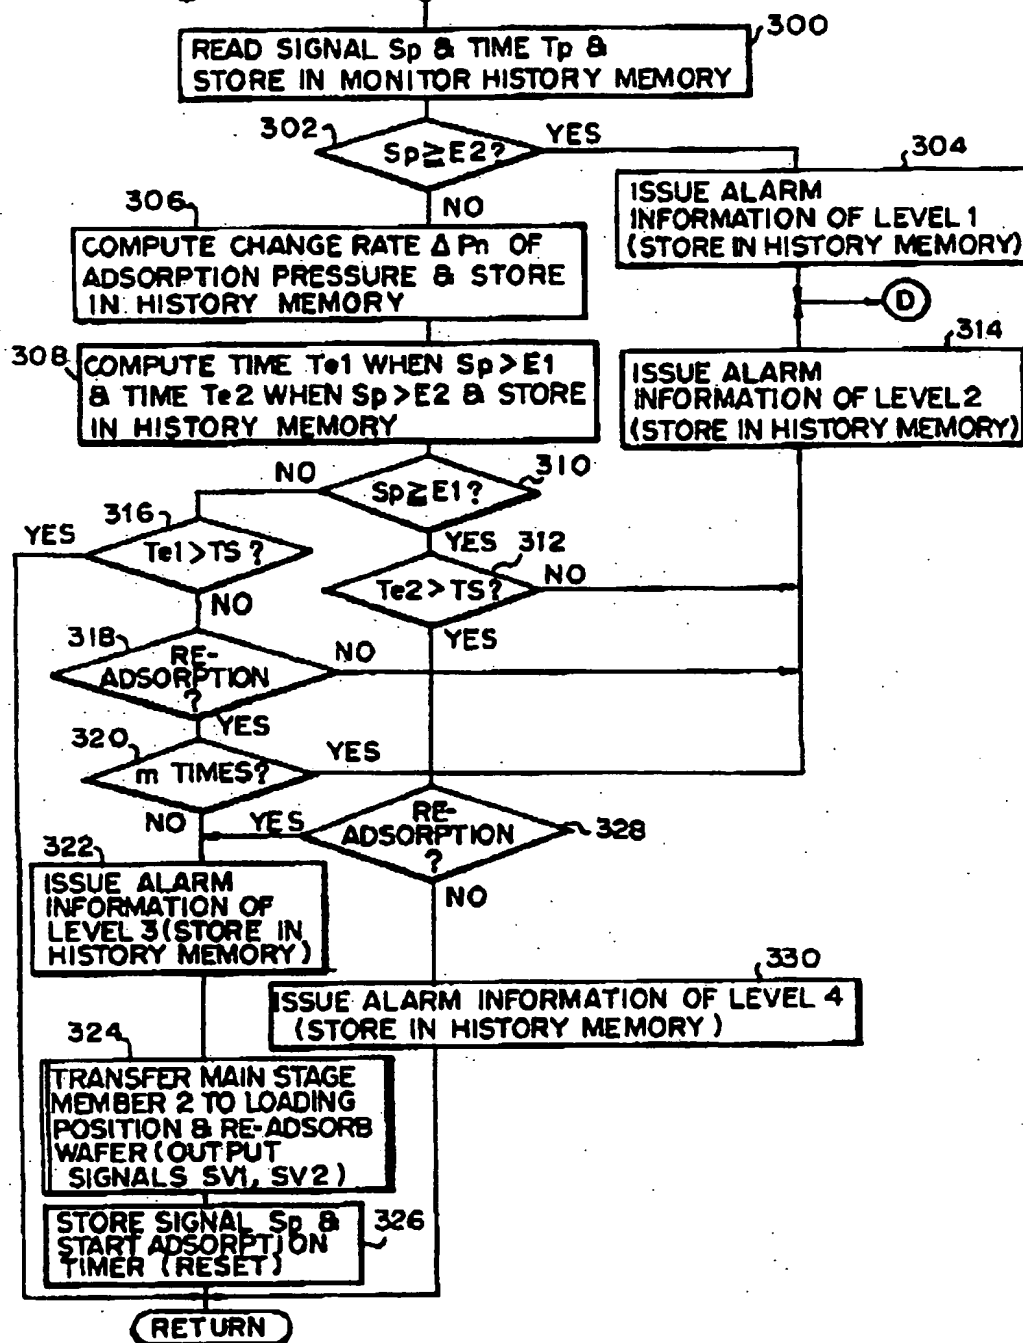 300
READ SIGNAL Sp & TIME Tp &
STORE IN MONITOR HISTORY MEMORY
302
Sp≧E2?
YES
NO
304
ISSUE ALARM
INFORMATION OF LEVEL 1
(STORE IN HISTORY MEMORY)
306
COMPUTE CHANGE RATE ΔPn OF
ADSORPTION PRESSURE & STORE
IN HISTORY MEMORY
D
308
COMPUTE TIME Te1 WHEN Sp>E1
& TIME Te2 WHEN Sp>E2 & STORE
IN HISTORY MEMORY
314
ISSUE ALARM
INFORMATION OF LEVEL 2
(STORE IN HISTORY MEMORY)
310
NO
Sp≧E1?
YES
316
YES
Te1>TS?
NO
312
Te2>TS?
NO
YES
318
RE-
ADSORPTION
?
NO
YES
320
m TIMES?
YES
NO
YES
RE-
ADSORPTION
?
328
NO
322
ISSUE ALARM
INFORMATION OF
LEVEL 3(STORE IN
HISTORY MEMORY)
330
ISSUE ALARM INFORMATION OF LEVEL 4
(STORE IN HISTORY MEMORY)
324
TRANSFER MAIN STAGE
MEMBER 2 TO LOADING
POSITION & RE-ADSORB
WAFER(OUTPUT
SIGNALS SV1, SV2)
STORE SIGNAL Sp &
START ADSORPTION
TIMER (RESET)
326
RETURN